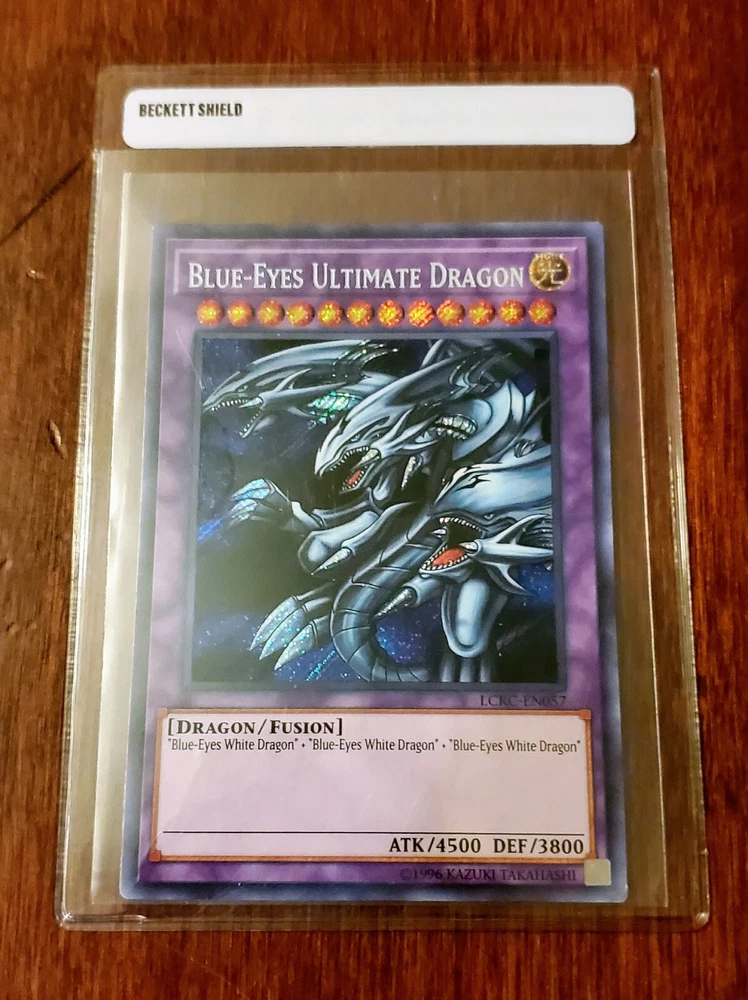 BECKETT SHIELD
BLUE-EYES ULTIMATE DRAGON
LIGHT
光
LCKC-EN057
[DRAGON/FUSION]
"Blue-Eyes White Dragon" + "Blue-Eyes White Dragon" + "Blue-Eyes White Dragon"
ATK/4500 DEF/3800
©1996 KAZUKI TAKAHASHI